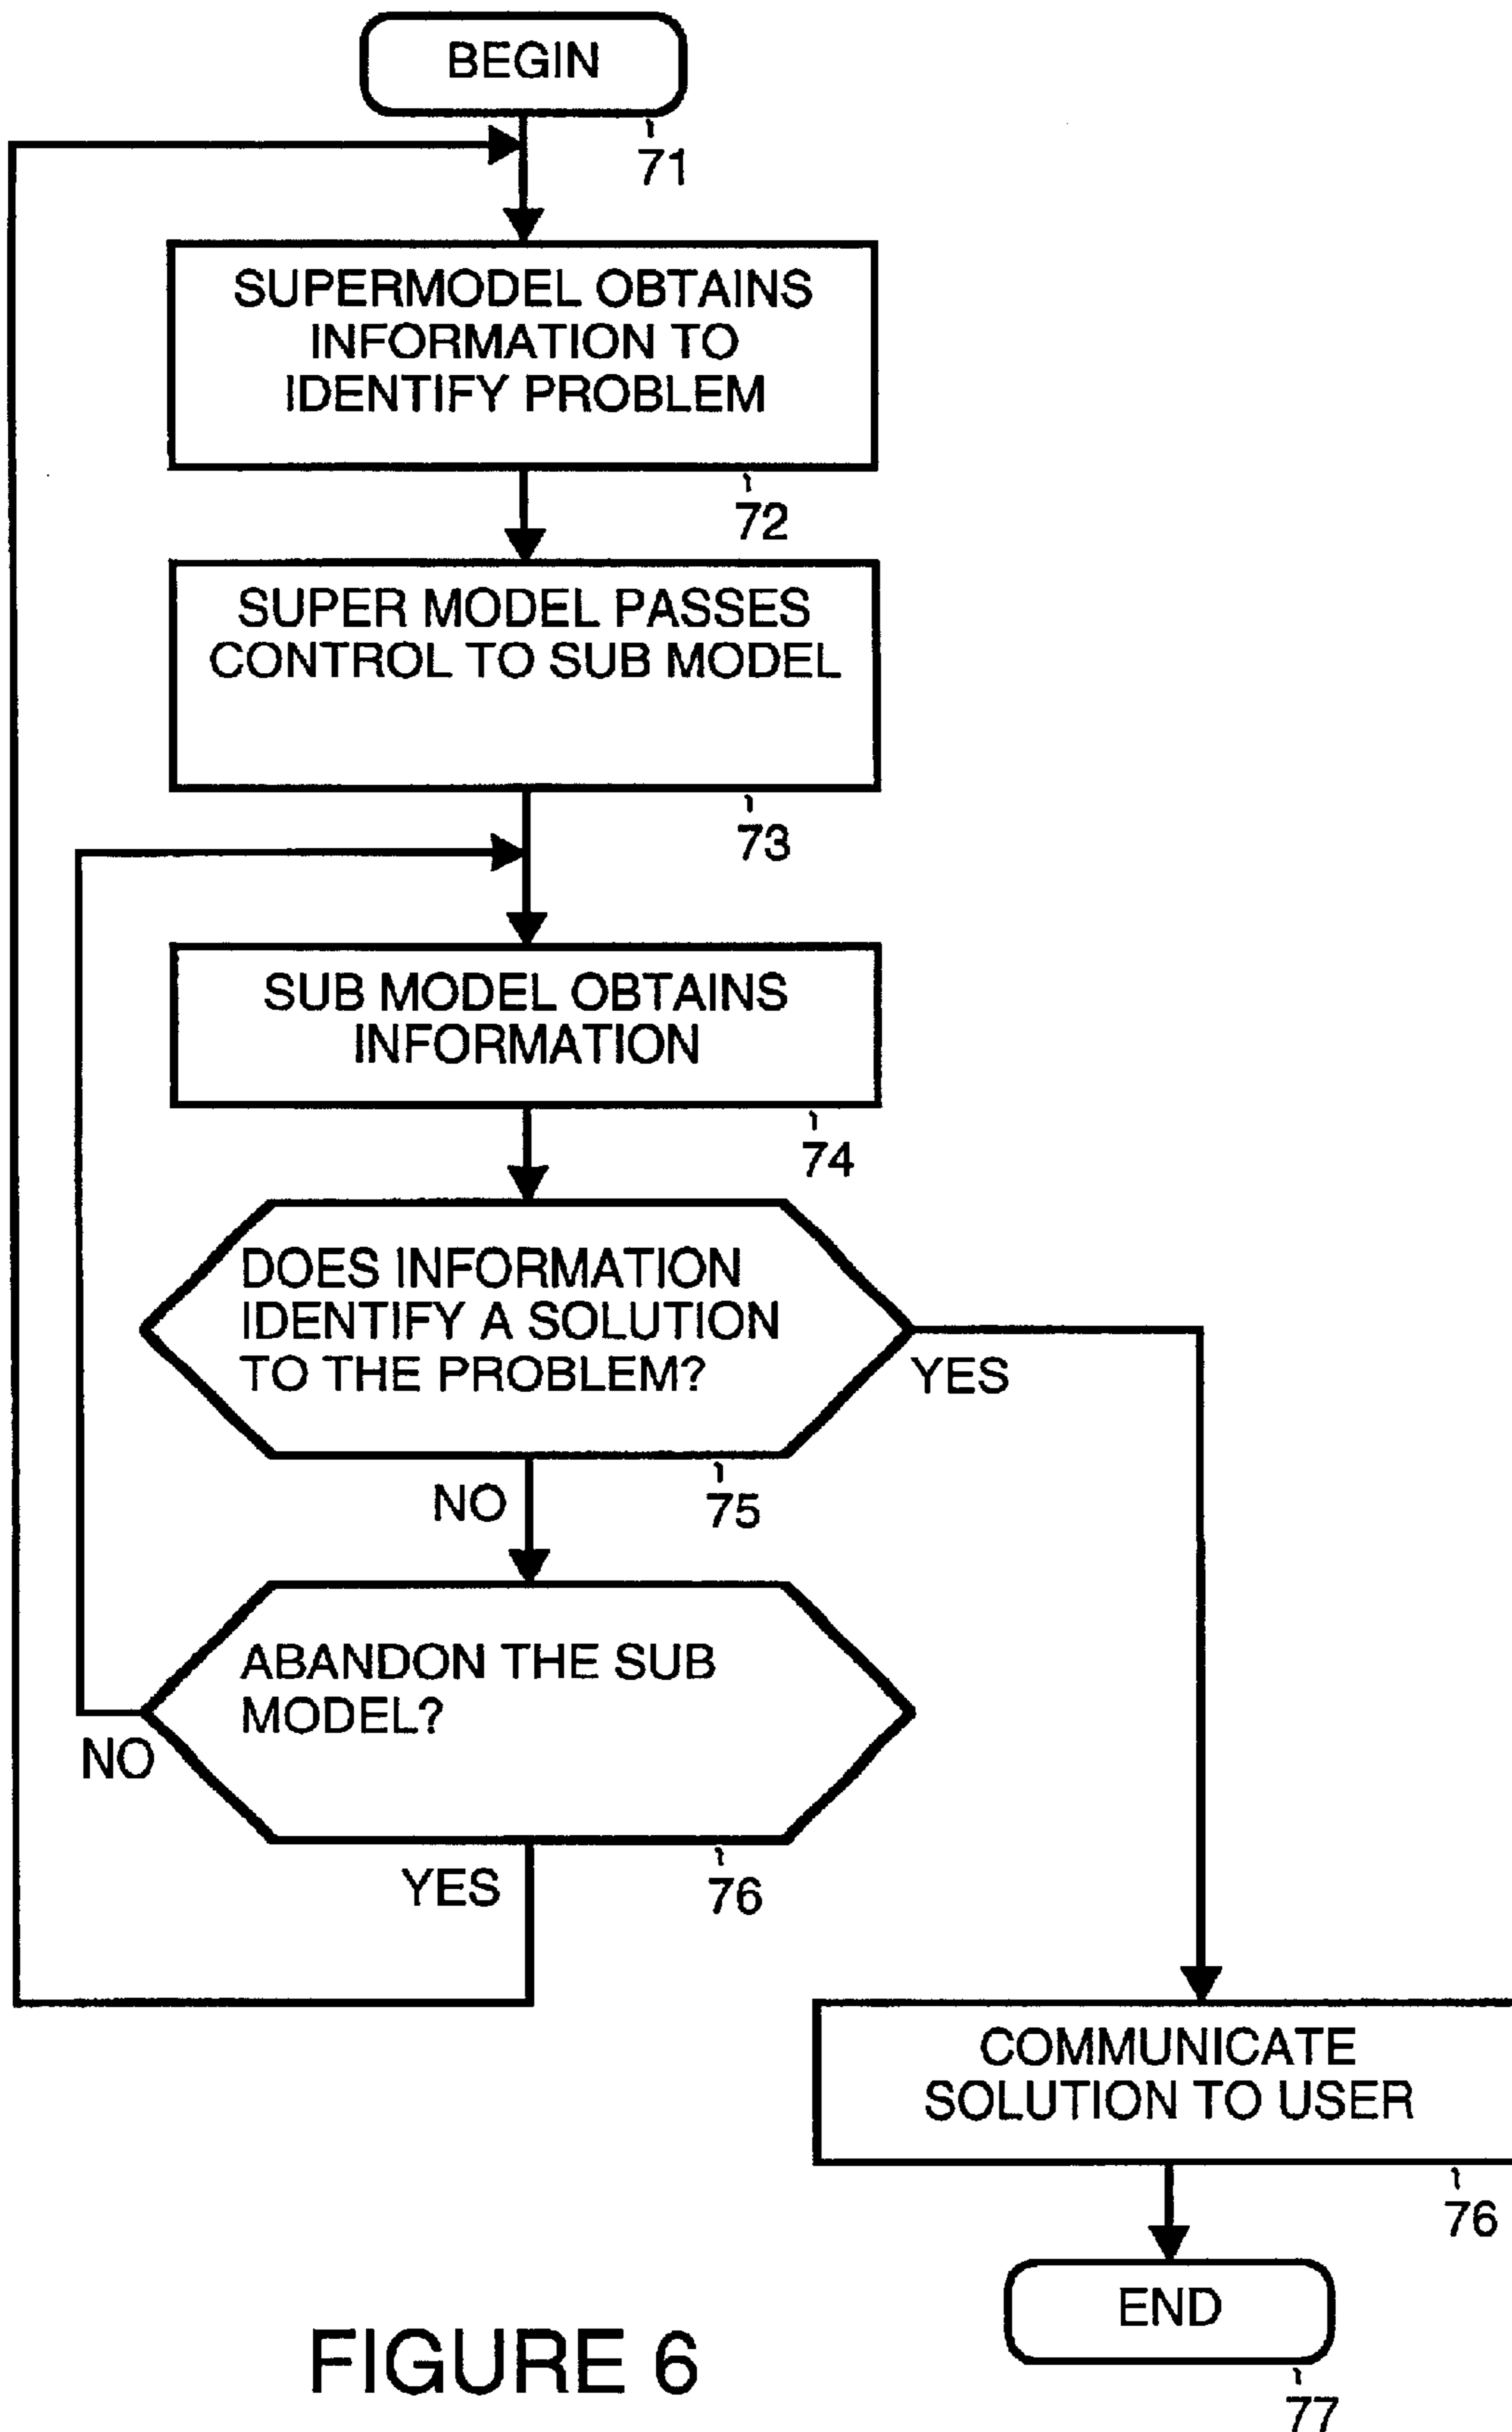 BEGIN
71
SUPERMODEL OBTAINS
INFORMATION TO
IDENTIFY PROBLEM
72
SUPER MODEL PASSES
CONTROL TO SUB MODEL
73
SUB MODEL OBTAINS
INFORMATION
74
DOES INFORMATION
IDENTIFY A SOLUTION
TO THE PROBLEM?
YES
NO
75
ABANDON THE SUB
MODEL?
NO
YES
76
COMMUNICATE
SOLUTION TO USER
76
END
77
FIGURE 6